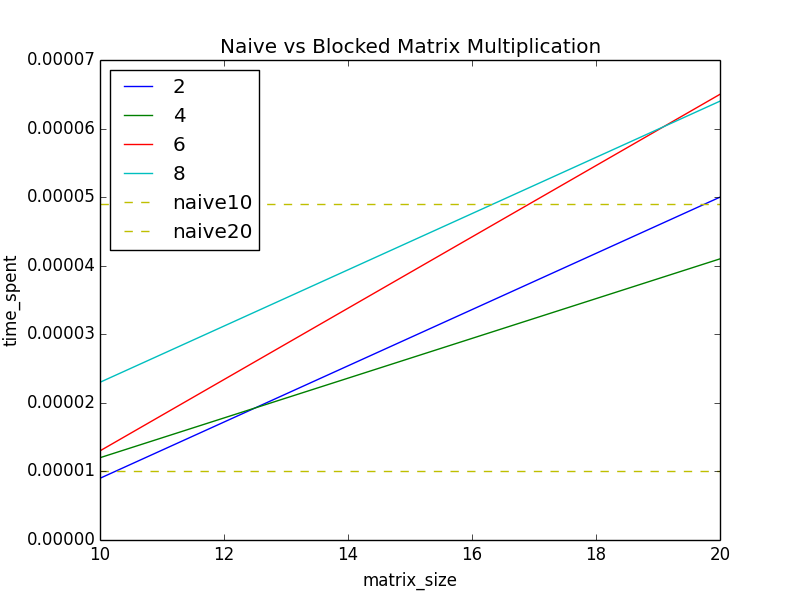 Naive vs Blocked Matrix Multiplication
0.00007
0.00006
0.00005
0.00004
0.00003
0.00002
0.00001
0.00000
time_spent
2
4
6
8
naive10
naive20
10 12 14 16 18 20
matrix_size